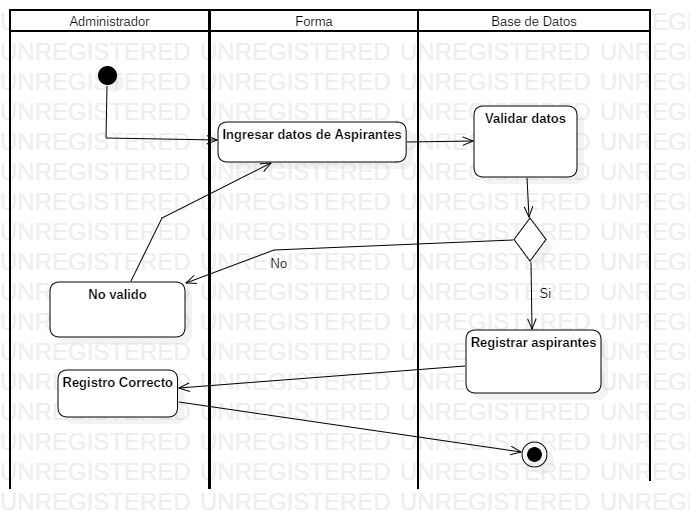 Administrador
Forma
Base de Datos
Ingresar datos de Aspirantes
Validar datos
No
No valido
Si
Registrar aspirantes
Registro Correcto
UNREGISTERED UNREGISTERED UNREGISTERED UNREGISTERED